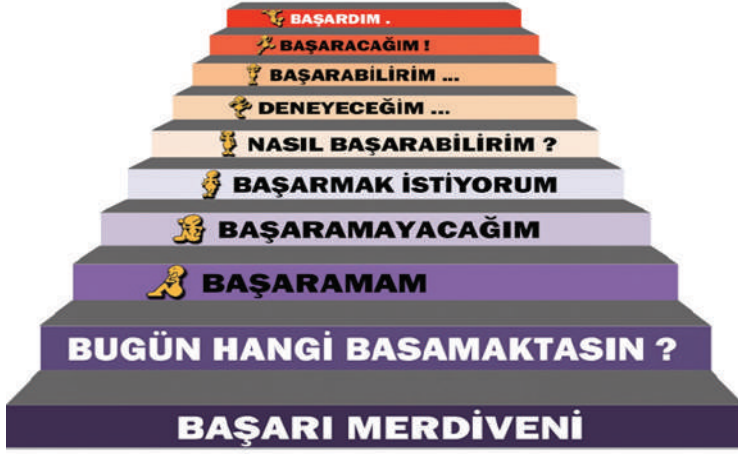 BAŞARDIM .
BAŞARACAĞIM !
BAŞARABİLİRİM ...
DENEYECEĞİM ...
NASIL BAŞARABİLİRİM ?
BAŞARMAK İSTİYORUM
BAŞARAMAYACAĞIM
BAŞARAMAM
BUGÜN HANGİ BASAMAKTASIN ?
BAŞARI MERDİVENİ